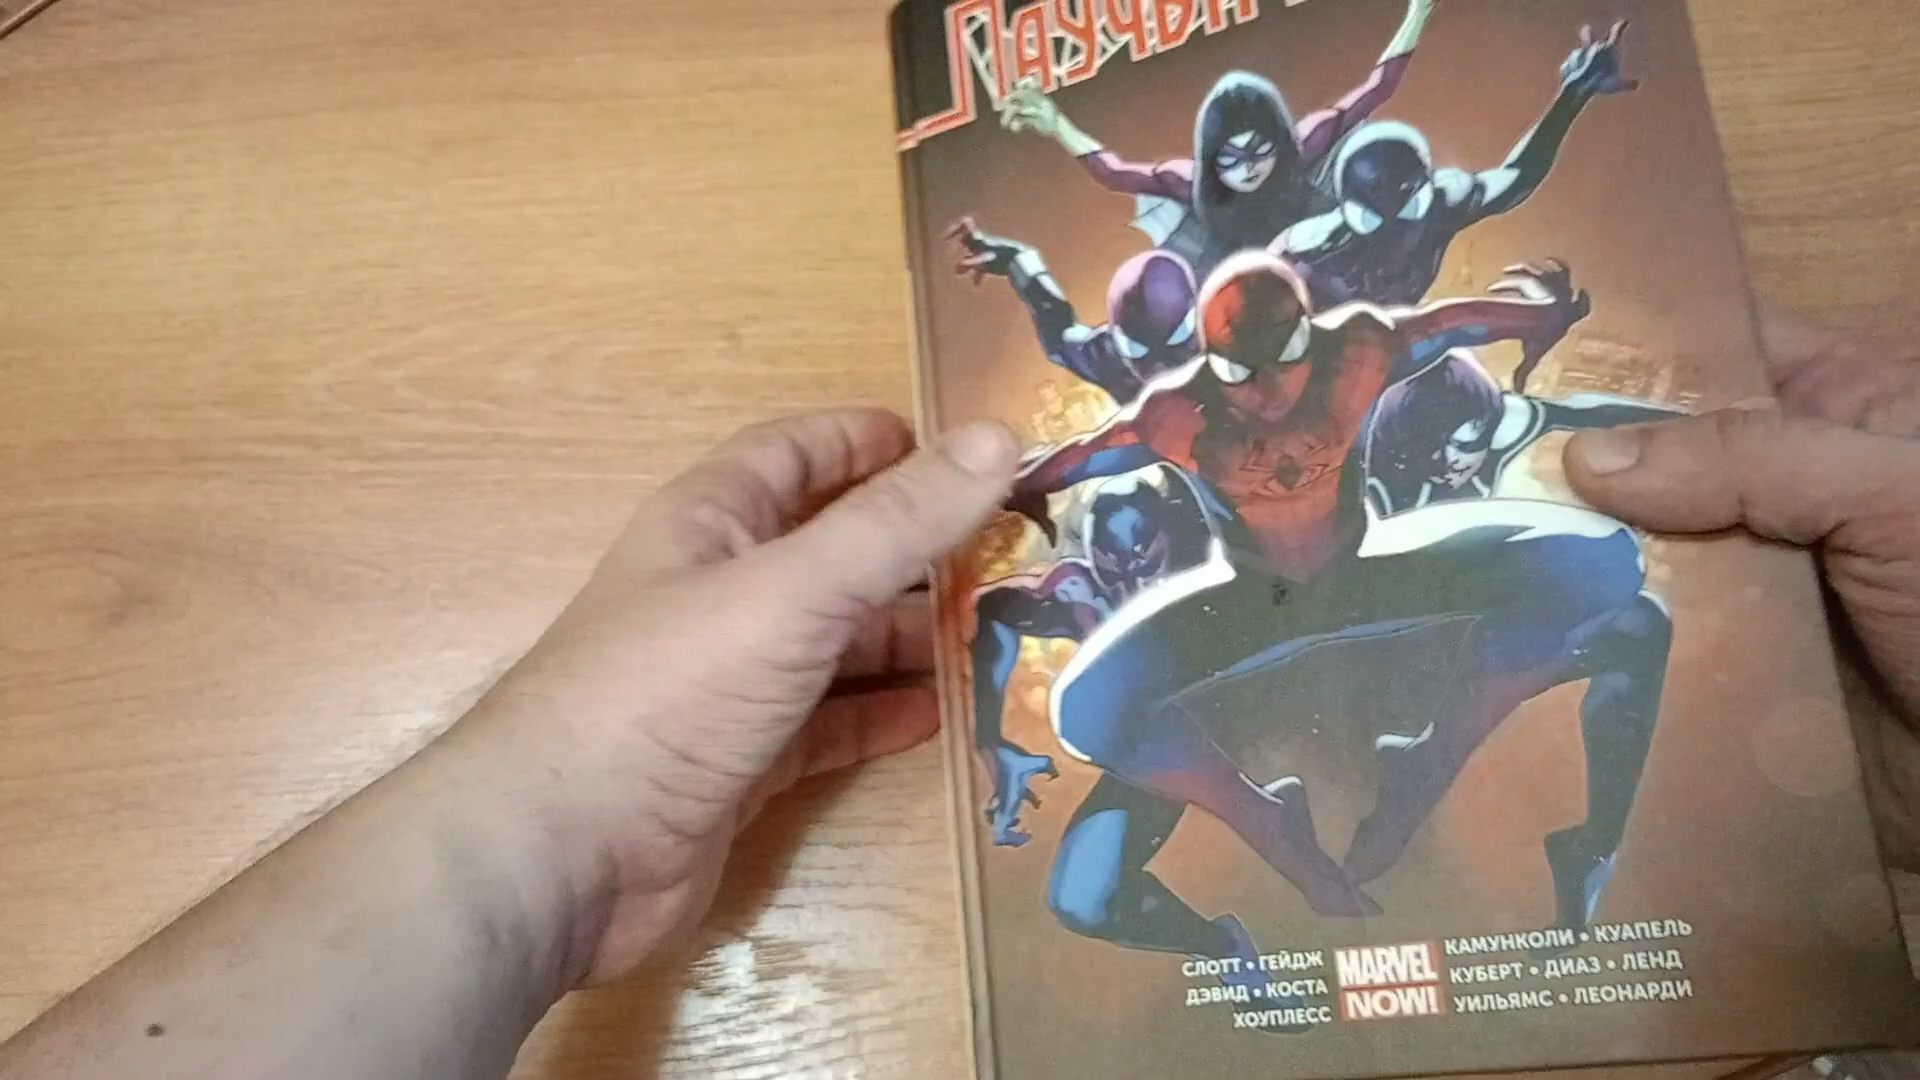 Паучьи
СЛОТТ • ГЕЙДЖ
ДЭВИД • КОСТА
ХОУПЛЕСС
MARVEL
NOW!
КАМУНКОЛИ • КУАПЕЛЬ
КУБЕРТ • ДИАЗ • ЛЕНД
УИЛЬЯМС • ЛЕОНАРДИ